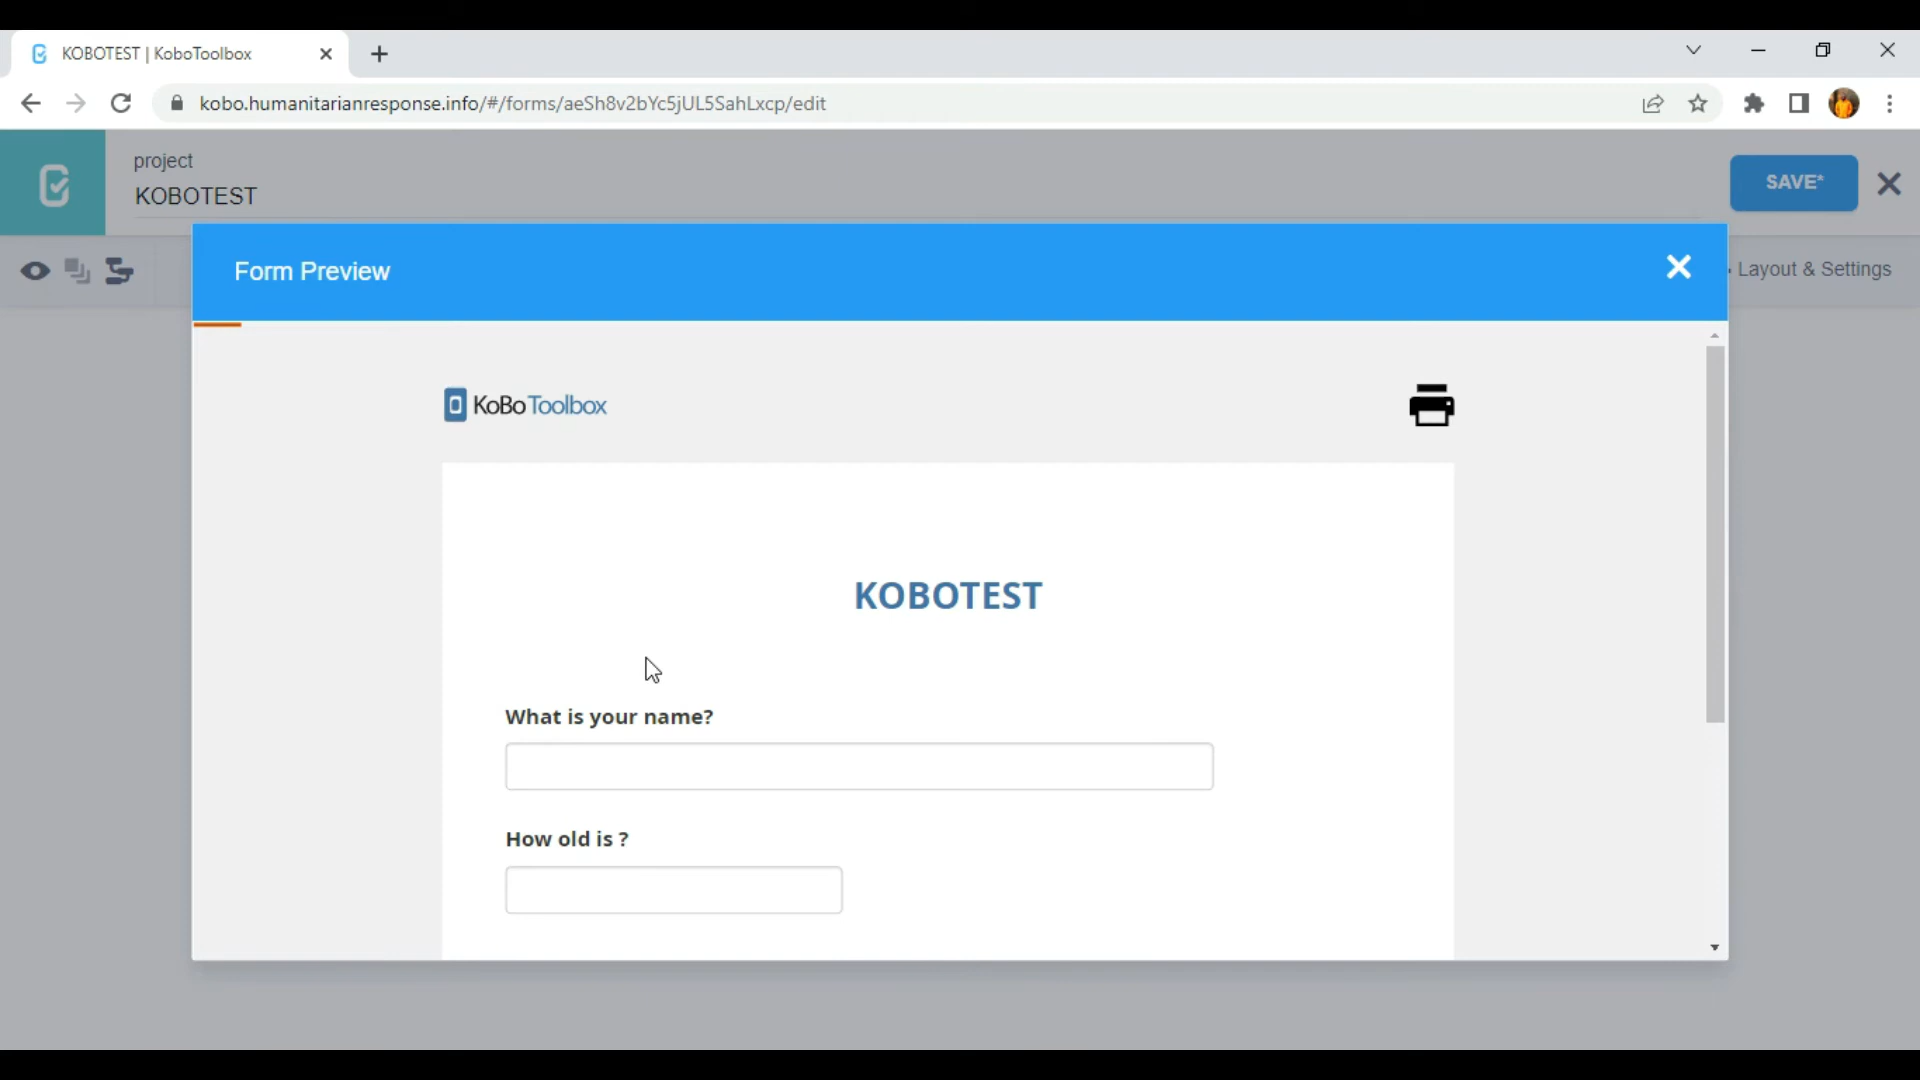 KOBOTEST | KoboToolbox
kobo.humanitarianresponse.info/#/forms/aeSh8v2bYc5jUL5SahLxcp/edit
project
KOBOTEST
SAVE*
Layout & Settings
Form Preview
KoBoToolbox
KOBOTEST
What is your name?
How old is ?